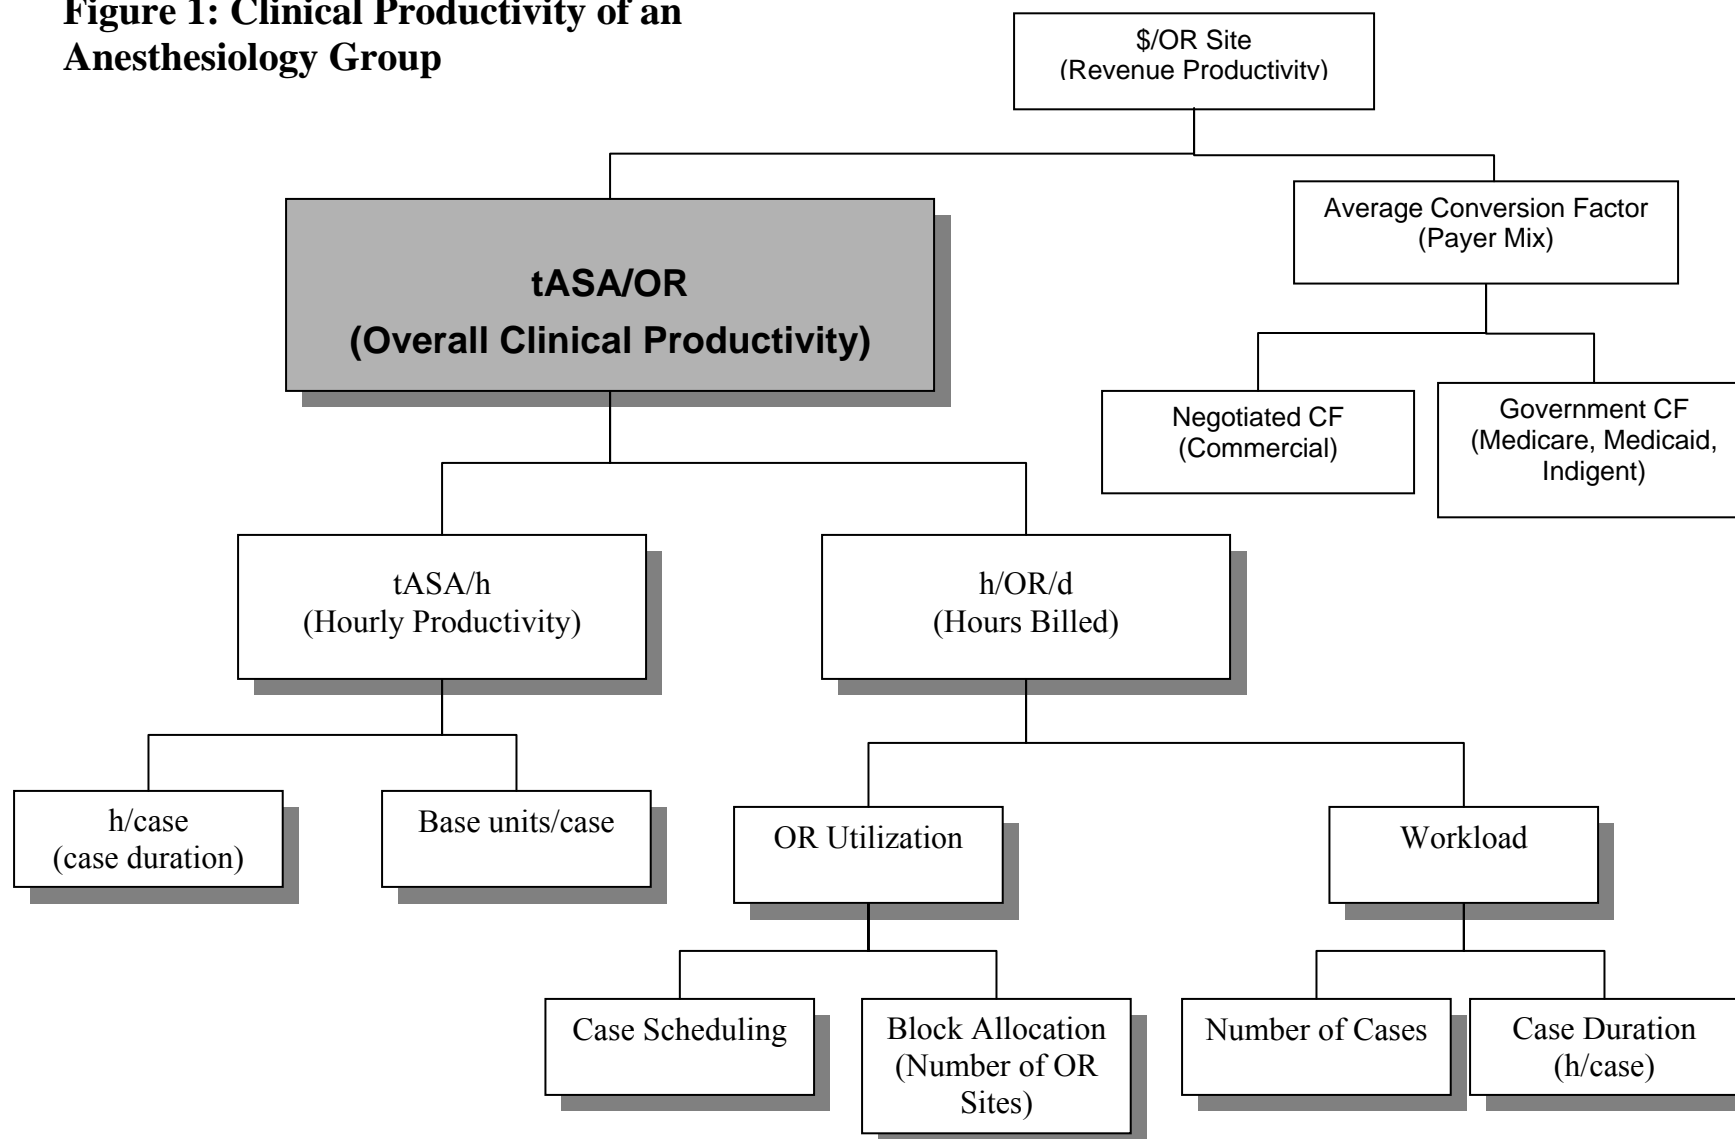 Figure 1: Clinical Productivity of an
Anesthesiology Group
$/OR Site
(Revenue Productivity)
Average Conversion Factor
(Payer Mix)
tASA/OR
(Overall Clinical Productivity)
Negotiated CF
(Commercial)
Government CF
(Medicare, Medicaid,
Indigent)
tASA/h
(Hourly Productivity)
h/OR/d
(Hours Billed)
h/case
(case duration)
Base units/case
OR Utilization
Workload
Case Scheduling
Block Allocation
(Number of OR
Sites)
Number of Cases
Case Duration
(h/case)